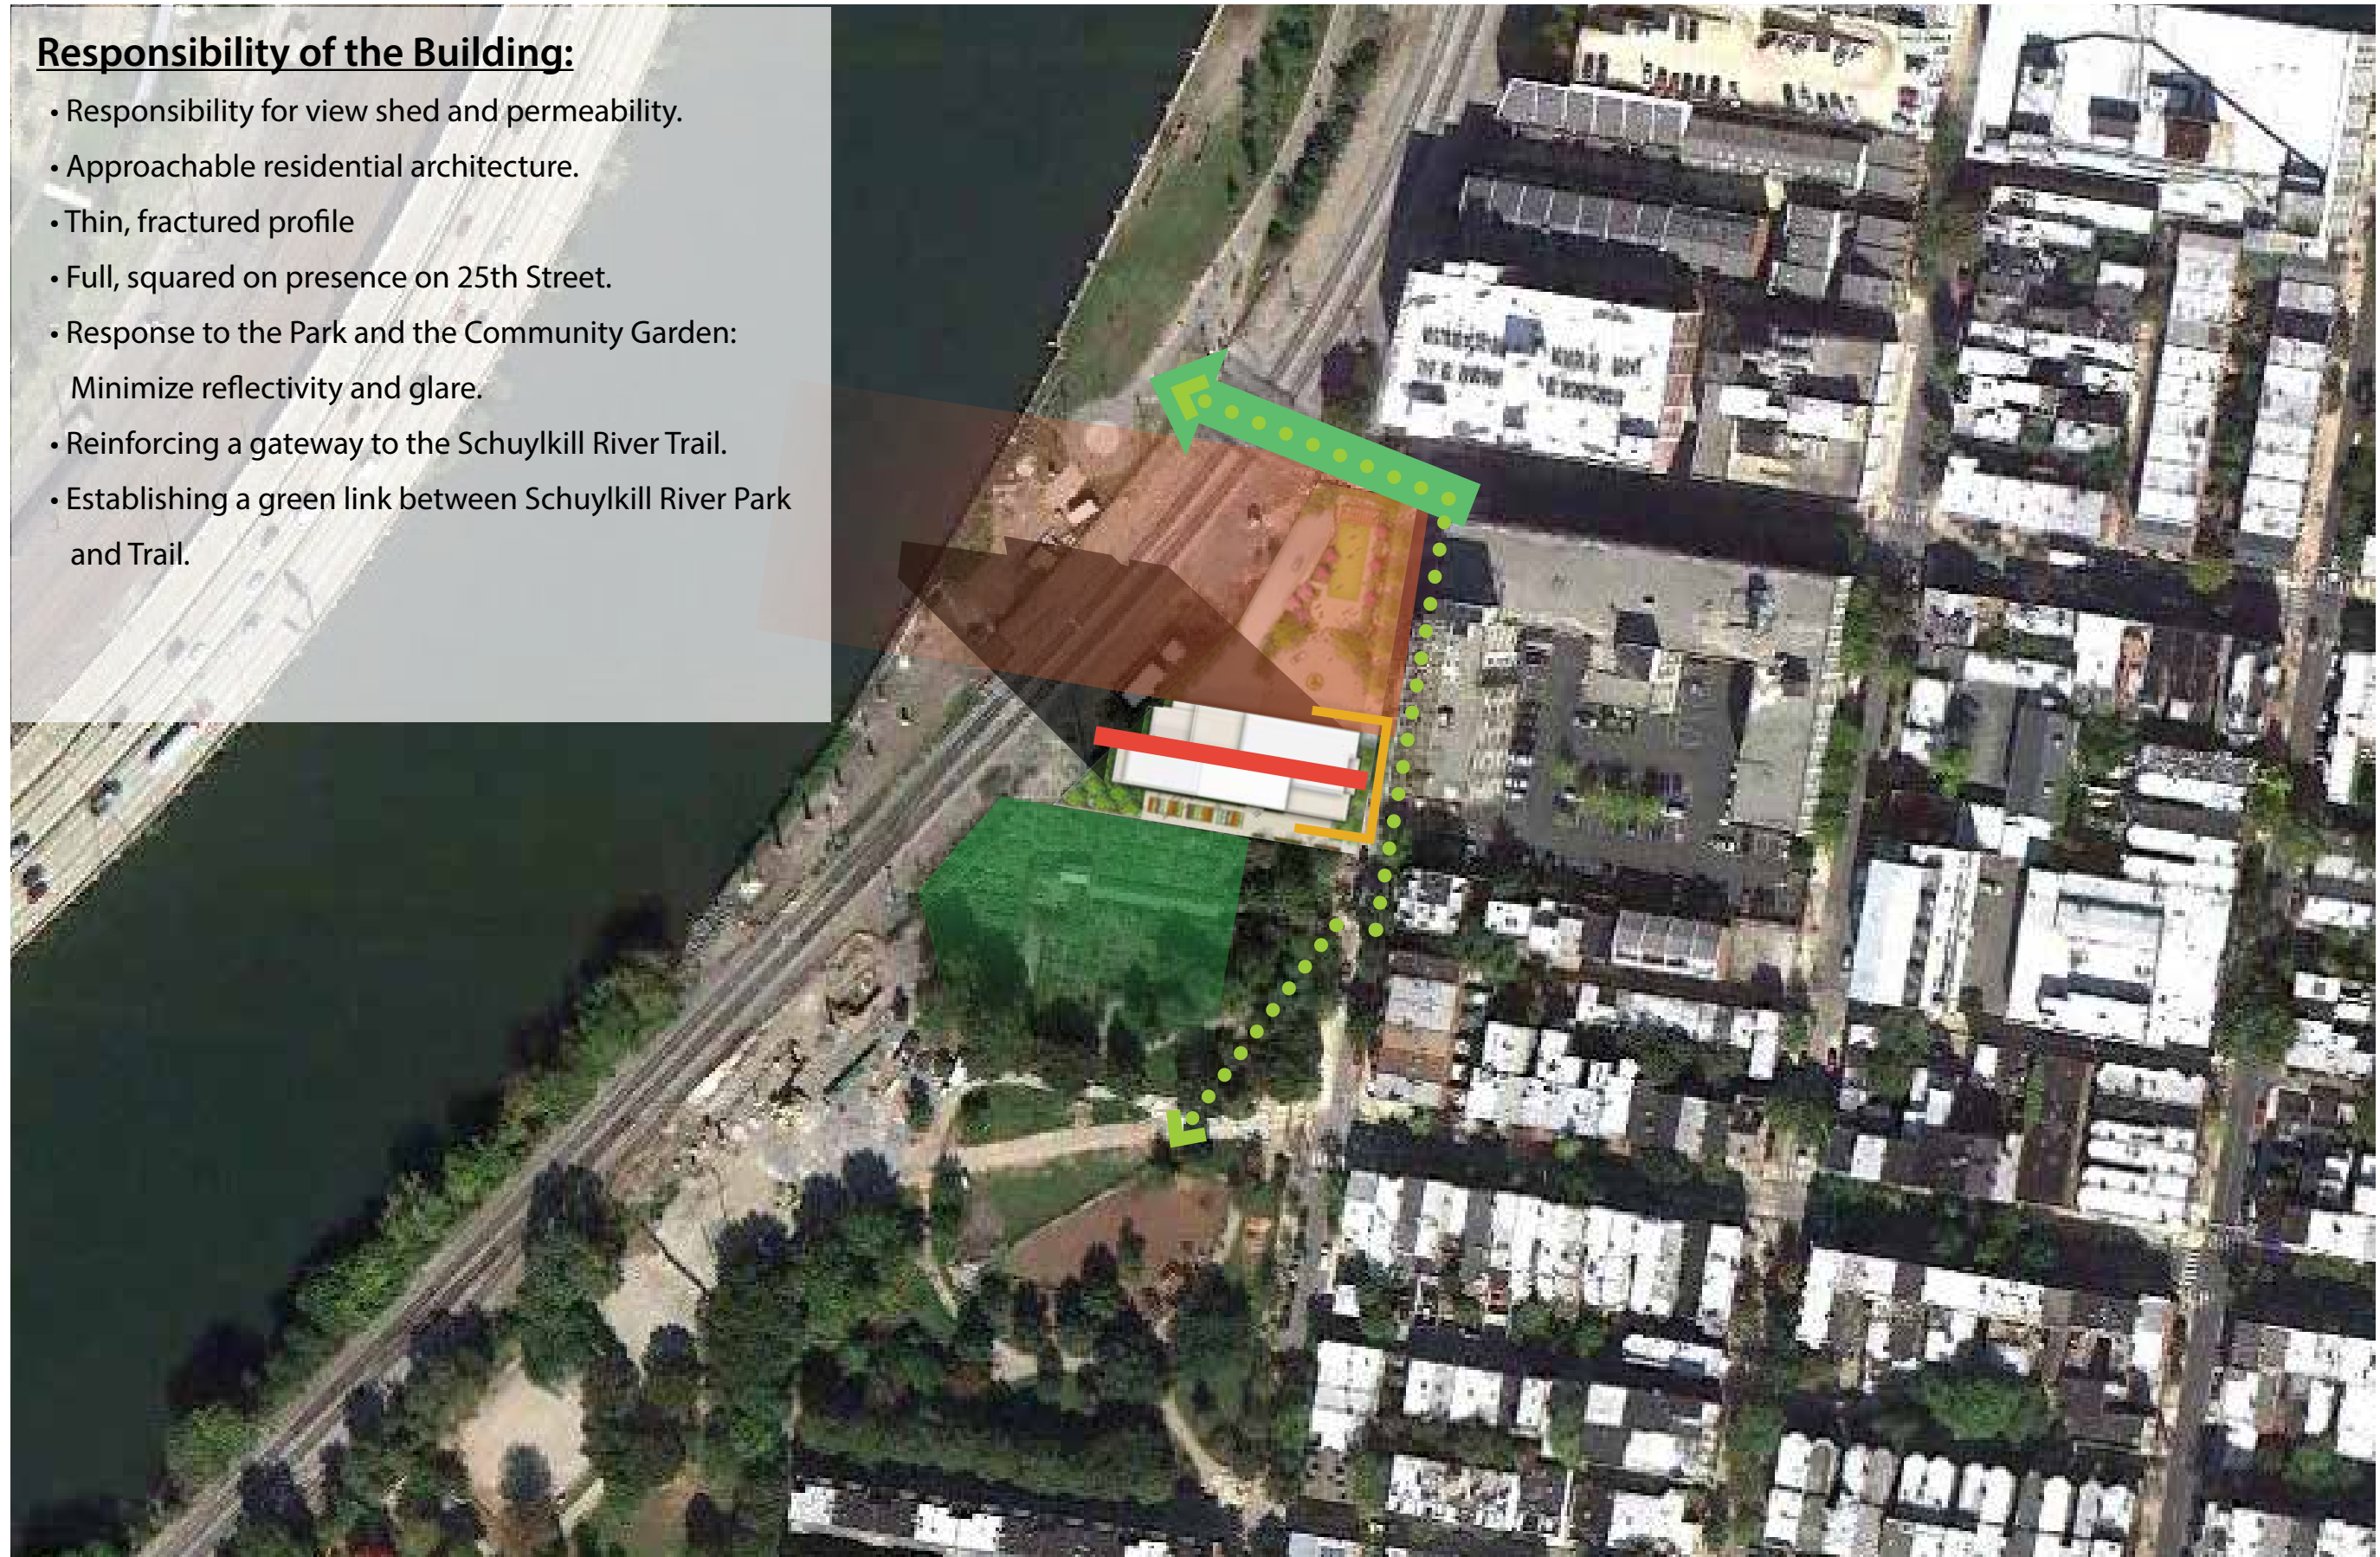 Responsibility of the Building:
• Responsibility for view shed and permeability.
• Approachable residential architecture.
• Thin, fractured profile
• Full, squared on presence on 25th Street.
• Response to the Park and the Community Garden:
Minimize reflectivity and glare.
• Reinforcing a gateway to the Schuylkill River Trail.
• Establishing a green link between Schuylkill River Park
and Trail.